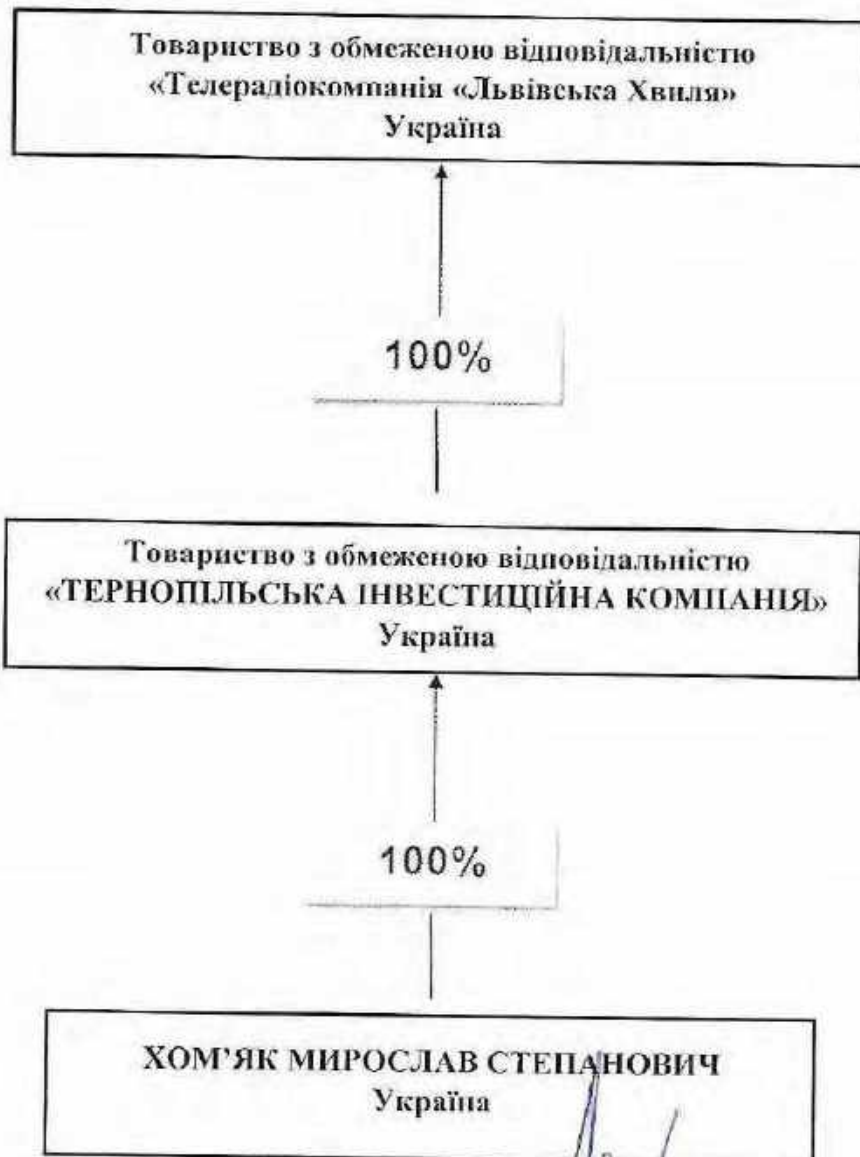 Товариство з обмеженою відповідальністю
«Телерадіокомпанія «Львівська Хвиля»
Україна
100%
Товариство з обмеженою відповідальністю
«ТЕРНОПІЛЬСЬКА ІНВЕСТИЦІЙНА КОМПАНІЯ»
Україна
100%
ХОМ’ЯК МИРОСЛАВ СТЕПАНОВИЧ
Україна